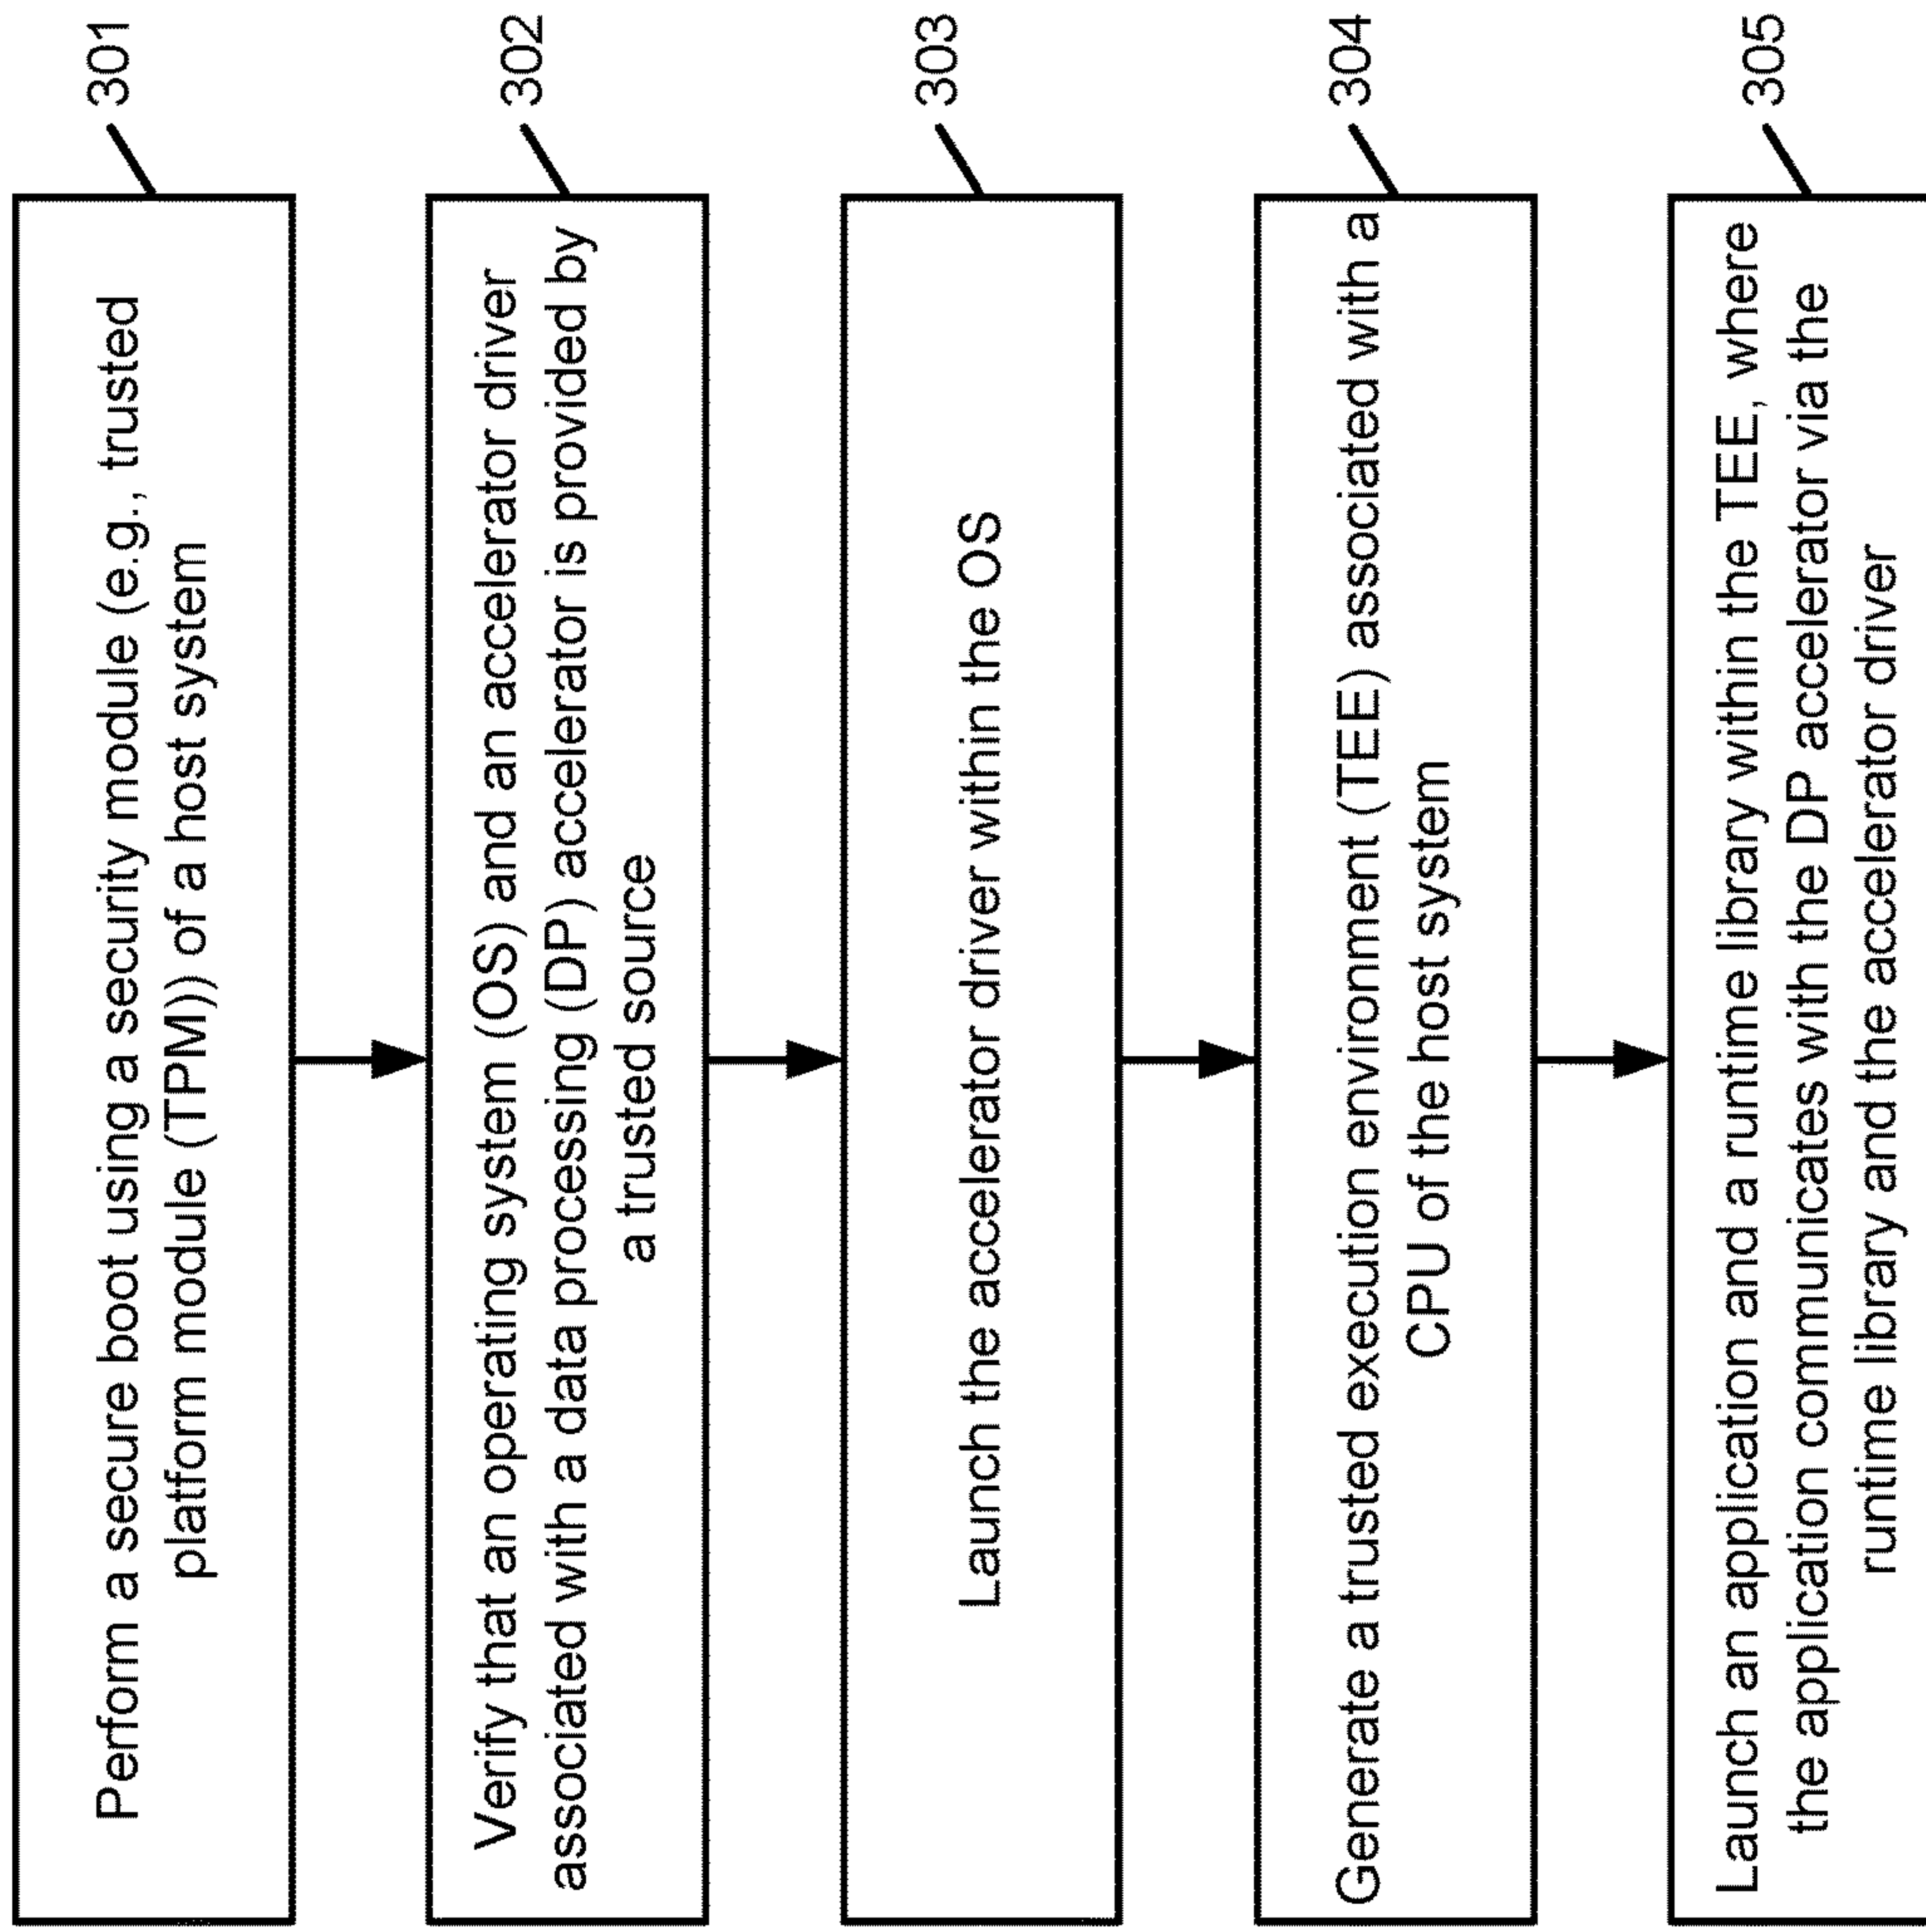 Perform a secure boot using a security module (e.g., trusted
platform module (TPM)) of a host system
301
Verify that an operating system (OS) and an accelerator driver
associated with a data processing (DP) accelerator is provided by
a trusted source
302
Launch the accelerator driver within the OS
303
Generate a trusted execution environment (TEE) associated with a
CPU of the host system
304
Launch an application and a runtime library within the TEE, where
the application communicates with the DP accelerator via the
runtime library and the accelerator driver
305